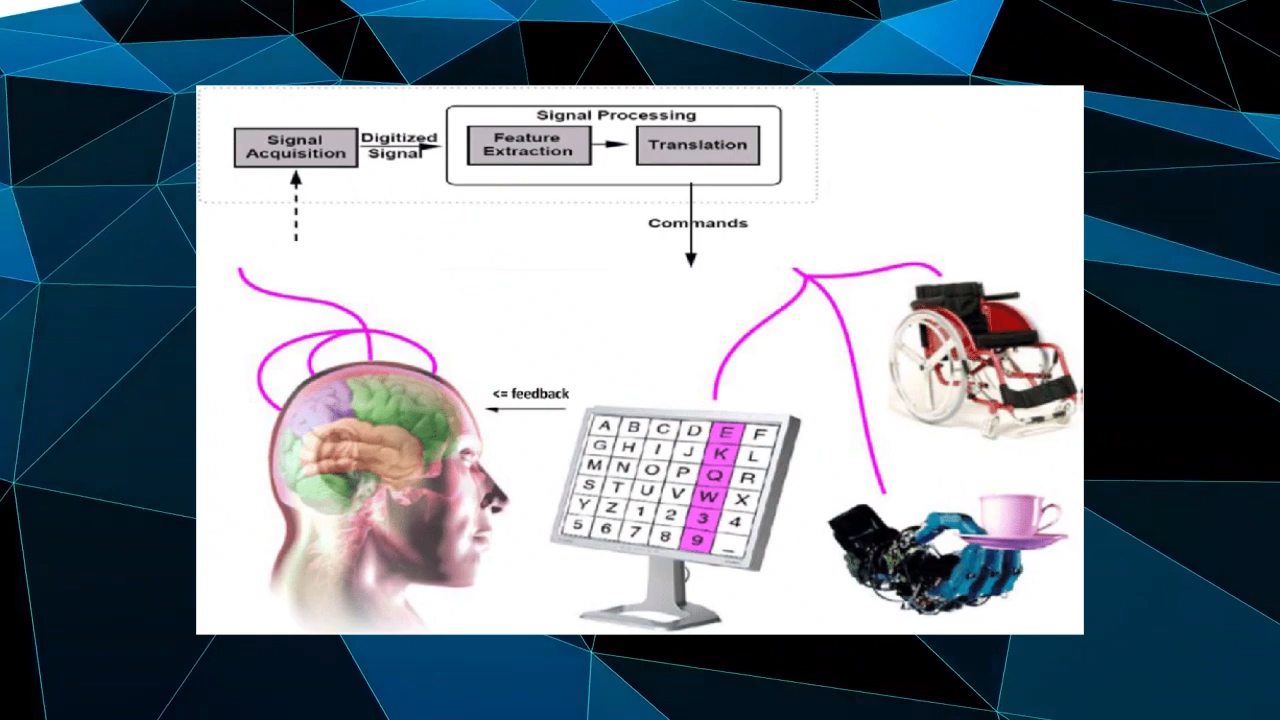 Signal Processing
Signal
Acquisition
Digitized
Signal
Feature
Extraction
Translation
Commands
<= feedback
A B C D E F
G H I J K L
M N O P Q R
S T U V W X
Y Z 1 2 3 4
5 6 7 8 9 _